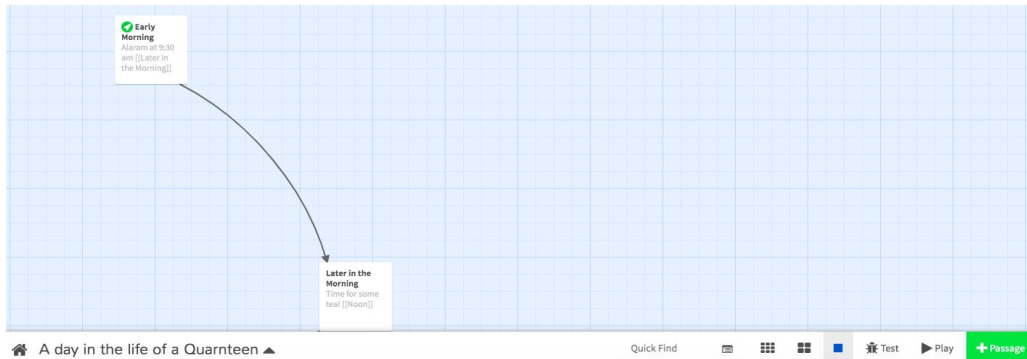 Early
Morning
Alaram at 9:30
am [[Later in
the Morning]]
Later in the
Morning
Time for some
tea! [[Noon]]
A day in the life of a Quarnteen
Quick Find
Test
Play
+ Passage